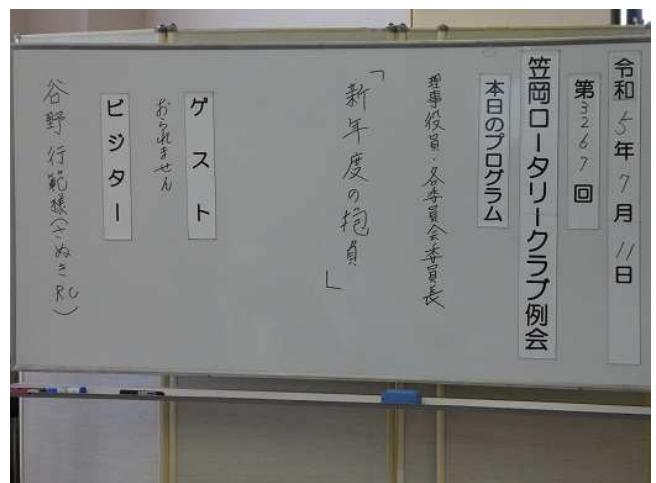 令和5年7月11日
第3267回
笠岡ロータリークラブ例会
本日のプログラム
理事役員・各委員会委員長
「新年度の抱負」
ゲスト
おられません
ビジター
谷野行範様(さぬきRC)